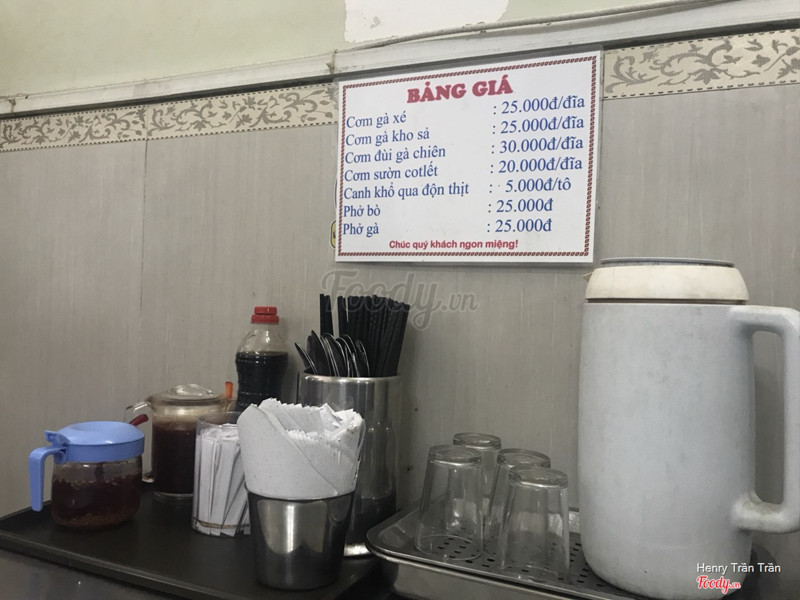 BẢNG GIÁ
Cơm gà xé : 25.000đ/đĩa
Cơm gà kho sả : 25.000đ/đĩa
Cơm đùi gà chiên : 30.000đ/đĩa
Cơm sườn cotlết : 20.000đ/đĩa
Canh khổ qua độn thịt : 5.000đ/tô
Phở bò : 25.000đ
Phở gà : 25.000đ
Chúc quý khách ngon miệng!
Foody.vn
Henry Trần Trần
Foody.vn